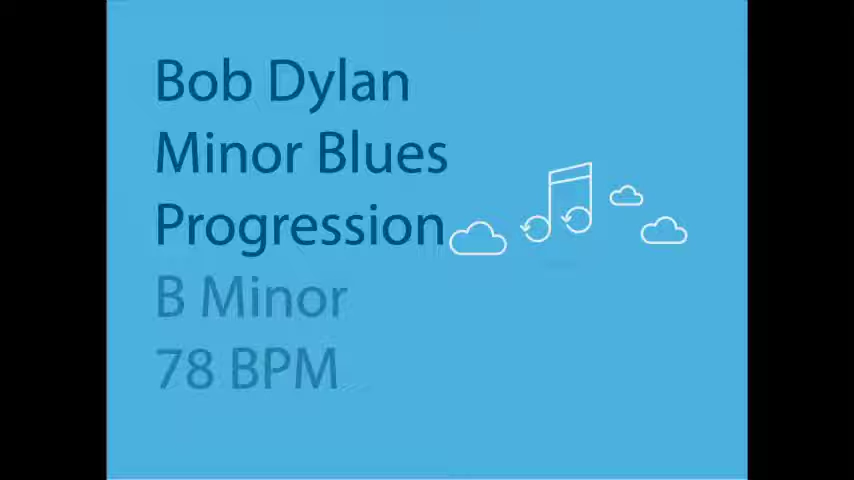 Bob Dylan
Minor Blues
Progression
B Minor
78 BPM